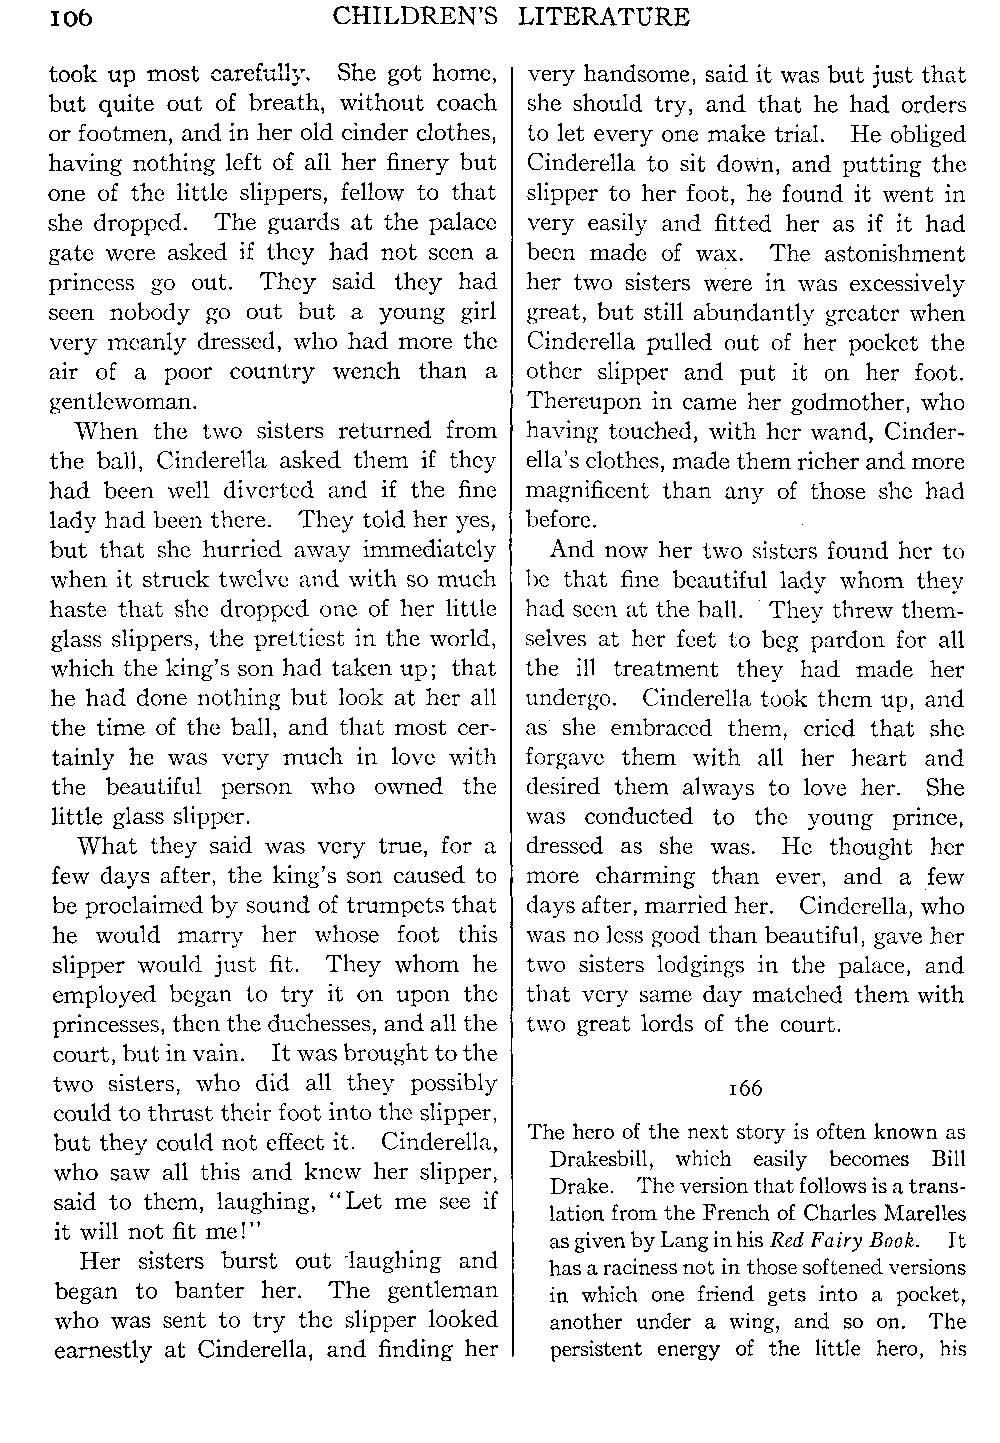 106
CHILDREN'S LITERATURE
took up most carefully. She got home,
but quite out of breath, without coach
or footmen, and in her old cinder clothes,
having nothing left of all her finery but
one of the little slippers, fellow to that
she dropped. The guards at the palace
gate were asked if they had not seen a
princess go out. They said they had
seen nobody go out but a young girl
very meanly dressed, who had more the
air of a poor country wench than a
gentlewoman.
When the two sisters returned from
the ball, Cinderella asked them if they
had been well diverted and if the fine
lady had been there. They told her yes,
but that she hurried away immediately
when it struck twelve and with so much
haste that she dropped one of her little
glass slippers, the prettiest in the world,
which the king's son had taken up; that
he had done nothing but look at her all
the time of the ball, and that most cer-
tainly he was very much in love with
the beautiful person who owned the
little glass slipper.
What they said was very true, for a
few days after, the king's son caused to
be proclaimed by sound of trumpets that
he would marry her whose foot this
slipper would just fit. They whom he
employed began to try it on upon the
princesses, then the duchesses, and all the
court, but in vain. It was brought to the
two sisters, who did all they possibly
could to thrust their foot into the slipper,
but they could not effect it. Cinderella,
who saw all this and knew her slipper,
said to them, laughing, "Let me see if
it will not fit me!"
Her sisters burst out laughing and
began to banter her. The gentleman
who was sent to try the slipper looked
earnestly at Cinderella, and finding her
very handsome, said it was but just that
she should try, and that he had orders
to let every one make trial. He obliged
Cinderella to sit down, and putting the
slipper to her foot, he found it went in
very easily and fitted her as if it had
been made of wax. The astonishment
her two sisters were in was excessively
great, but still abundantly greater when
Cinderella pulled out of her pocket the
other slipper and put it on her foot.
Thereupon in came her godmother, who
having touched, with her wand, Cinder-
ella's clothes, made them richer and more
magnificent than any of those she had
before.
And now her two sisters found her to
be that fine beautiful lady whom they
had seen at the ball. They threw them-
selves at her feet to beg pardon for all
the ill treatment they had made her
undergo. Cinderella took them up, and
as she embraced them, cried that she
forgave them with all her heart and
desired them always to love her. She
was conducted to the young prince,
dressed as she was. He thought her
more charming than ever, and a few
days after, married her. Cinderella, who
was no less good than beautiful, gave her
two sisters lodgings in the palace, and
that very same day matched them with
two great lords of the court.
166
The hero of the next story is often known as
Drakesbill, which easily becomes Bill
Drake. The version that follows is a trans-
lation from the French of Charles Marelles
as given by Lang in his Red Fairy Book. It
has a raciness not in those softened versions
in which one friend gets into a pocket,
another under a wing, and so on. The
persistent energy of the little hero, his